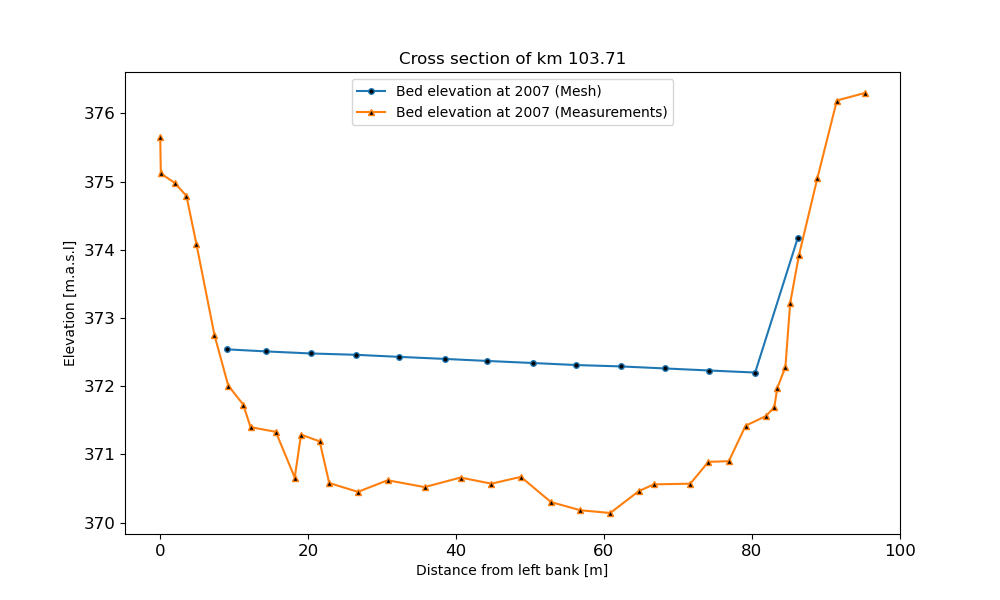 Cross section of km 103.71
Bed elevation at 2007 (Mesh)
Bed elevation at 2007 (Measurements)
Elevation [m.a.s.l]
376
375
374
373
372
371
370
0 20 40 60 80 100
Distance from left bank [m]